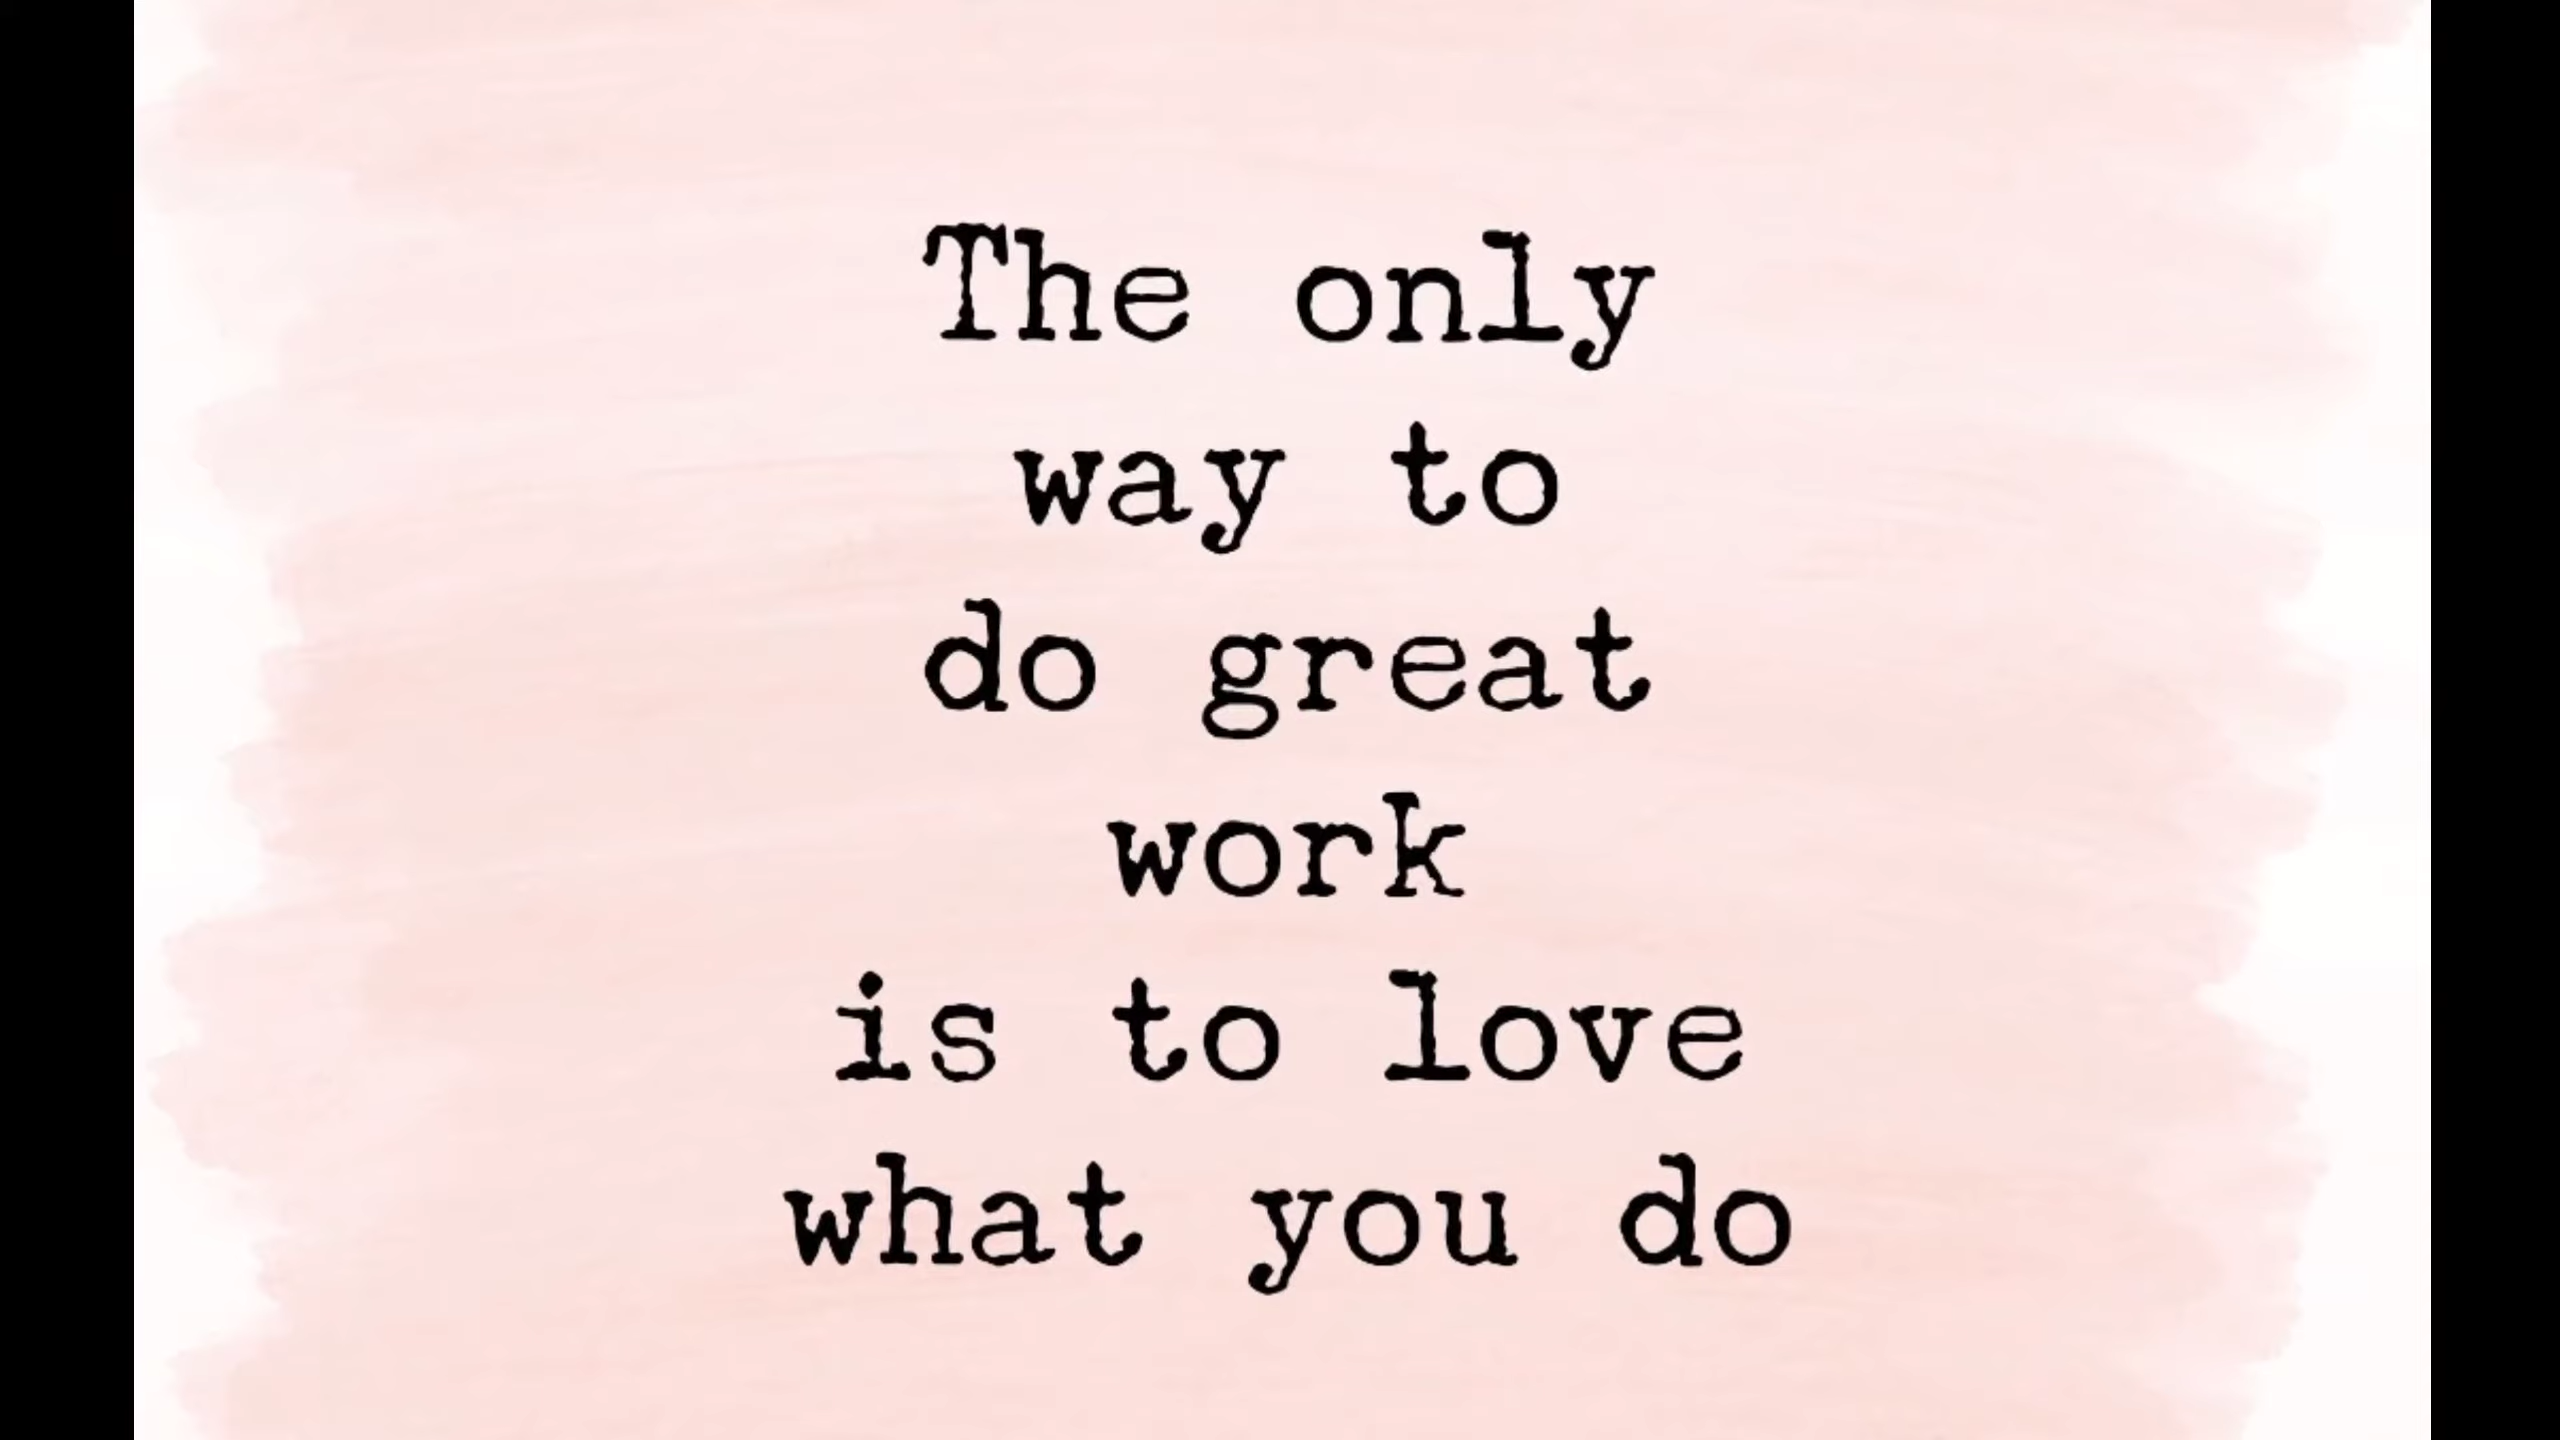 The only
way to
do great
work
is to love
what you do